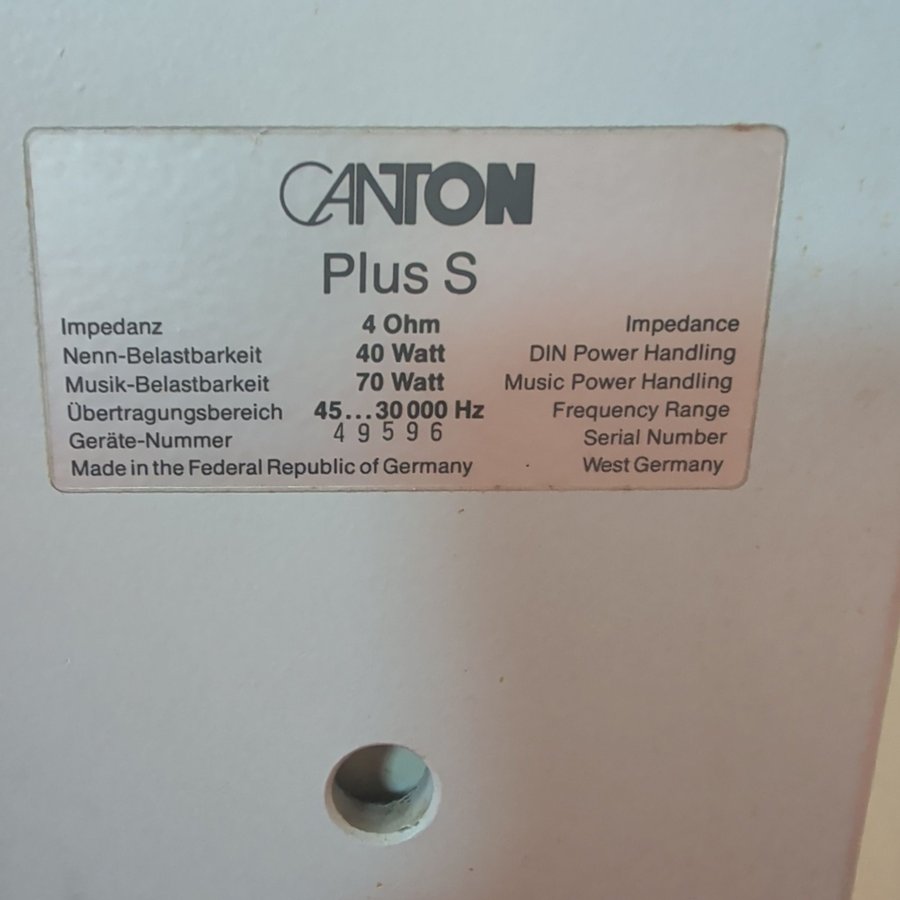 CANTON
Plus S
Impedanz 4 Ohm Impedance
Nenn-Belastbarkeit 40 Watt DIN Power Handling
Musik-Belastbarkeit 70 Watt Music Power Handling
Übertragungsbereich 45...30 000 Hz Frequency Range
Geräte-Nummer 49596 Serial Number
Made in the Federal Republic of Germany West Germany